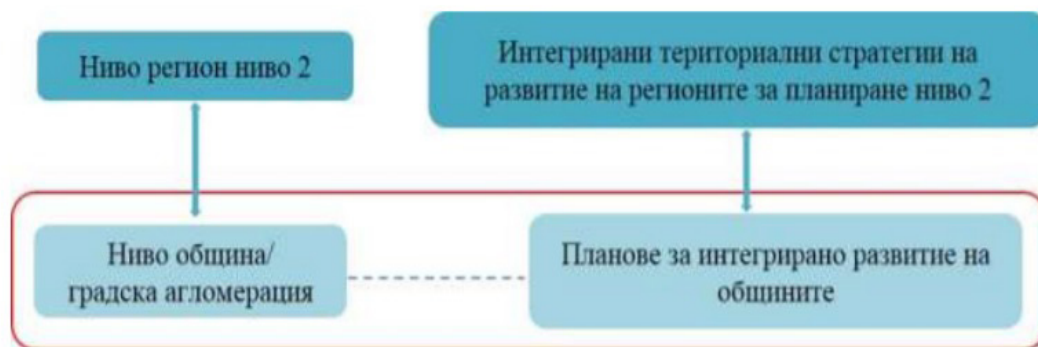 Ниво регион ниво 2
Интегрирани териториални стратегии на
развитие на регионите за планиране ниво 2
Ниво община/
градска агломерация
Планове за интегрирано развитие на
общините